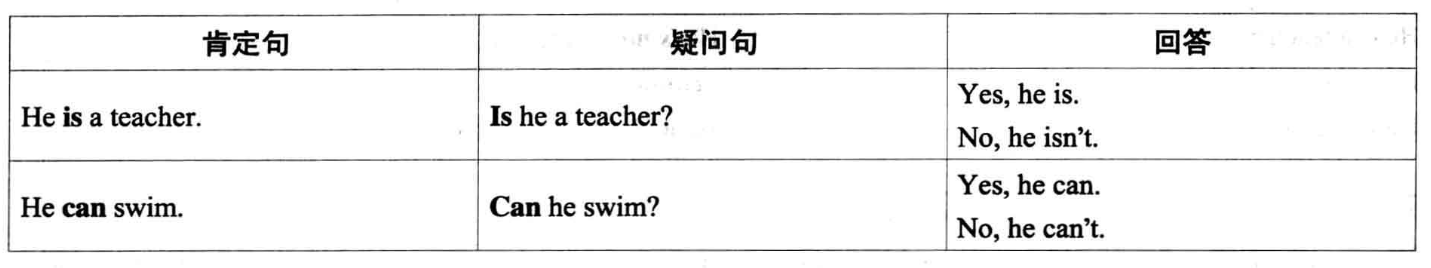 肯定句 疑问句 回答
He is a teacher. Is he a teacher? Yes, he is.
No, he isn't.
He can swim. Can he swim? Yes, he can.
No, he can't.